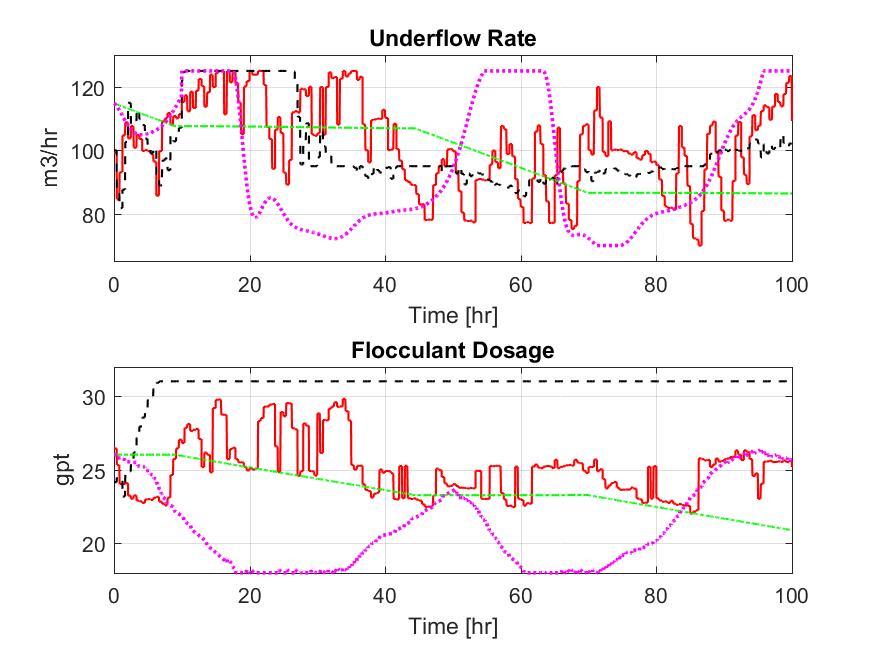 Underflow Rate
120
100
80
m3/hr
0 20 40 60 80 100
Time [hr]
Flocculant Dosage
30
25
20
gpt
0 20 40 60 80 100
Time [hr]